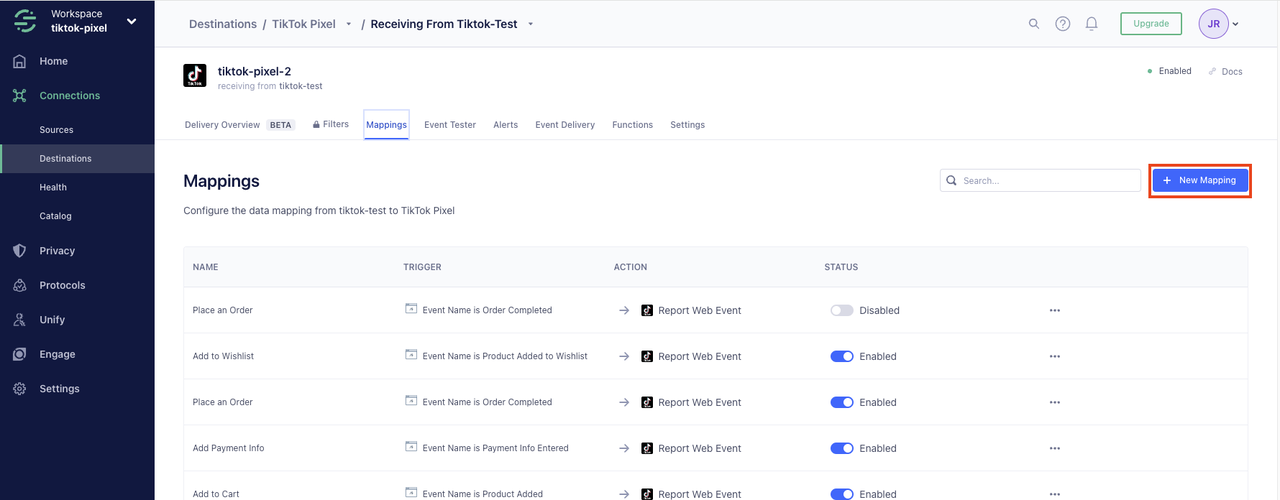 Workspace
tiktok-pixel
Home
Connections
Sources
Destinations
Health
Catalog
Privacy
Protocols
Unify
Engage
Settings
Destinations / TikTok Pixel / Receiving From Tiktok-Test
Upgrade
JR
TikTok
tiktok-pixel-2
receiving from tiktok-test
Enabled
Docs
Delivery Overview BETA Filters Mappings Event Tester Alerts Event Delivery Functions Settings
Mappings
Search...
+ New Mapping
Configure the data mapping from tiktok-test to TikTok Pixel
NAME TRIGGER ACTION STATUS
Place an Order Event Name is Order Completed → Report Web Event Disabled ...
Add to Wishlist Event Name is Product Added to Wishlist → Report Web Event Enabled ...
Place an Order Event Name is Order Completed → Report Web Event Enabled ...
Add Payment Info Event Name is Payment Info Entered → Report Web Event Enabled ...
Add to Cart Event Name is Product Added → Report Web Event Enabled ...